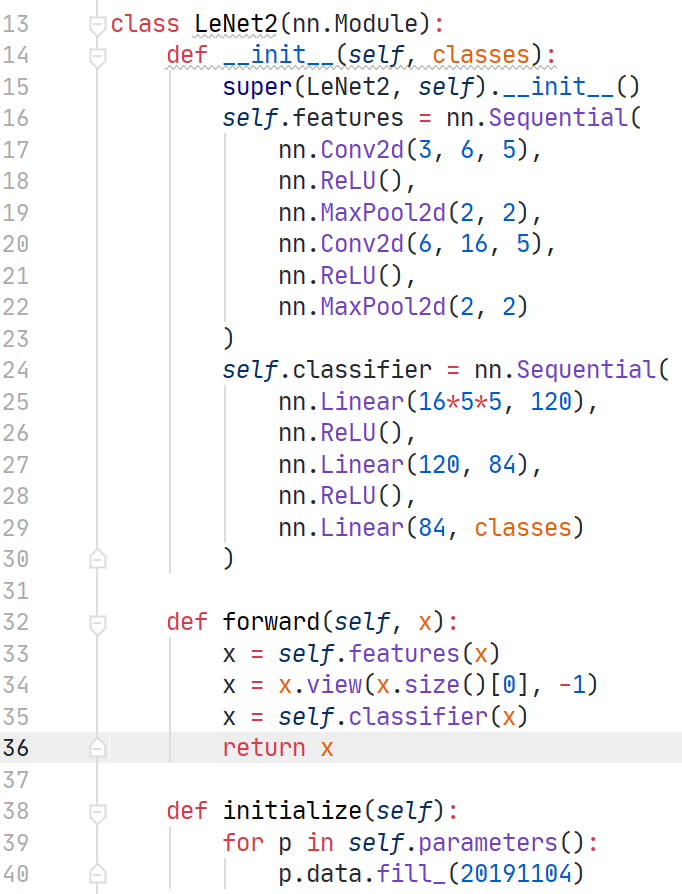 13 class LeNet2(nn.Module):
14     def __init__(self, classes):
15         super(LeNet2, self).__init__()
16         self.features = nn.Sequential(
17             nn.Conv2d(3, 6, 5),
18             nn.ReLU(),
19             nn.MaxPool2d(2, 2),
20             nn.Conv2d(6, 16, 5),
21             nn.ReLU(),
22             nn.MaxPool2d(2, 2)
23         )
24         self.classifier = nn.Sequential(
25             nn.Linear(16*5*5, 120),
26             nn.ReLU(),
27             nn.Linear(120, 84),
28             nn.ReLU(),
29             nn.Linear(84, classes)
30         )
31
32     def forward(self, x):
33         x = self.features(x)
34         x = x.view(x.size()[0], -1)
35         x = self.classifier(x)
36         return x
37
38     def initialize(self):
39         for p in self.parameters():
40             p.data.fill_(20191104)